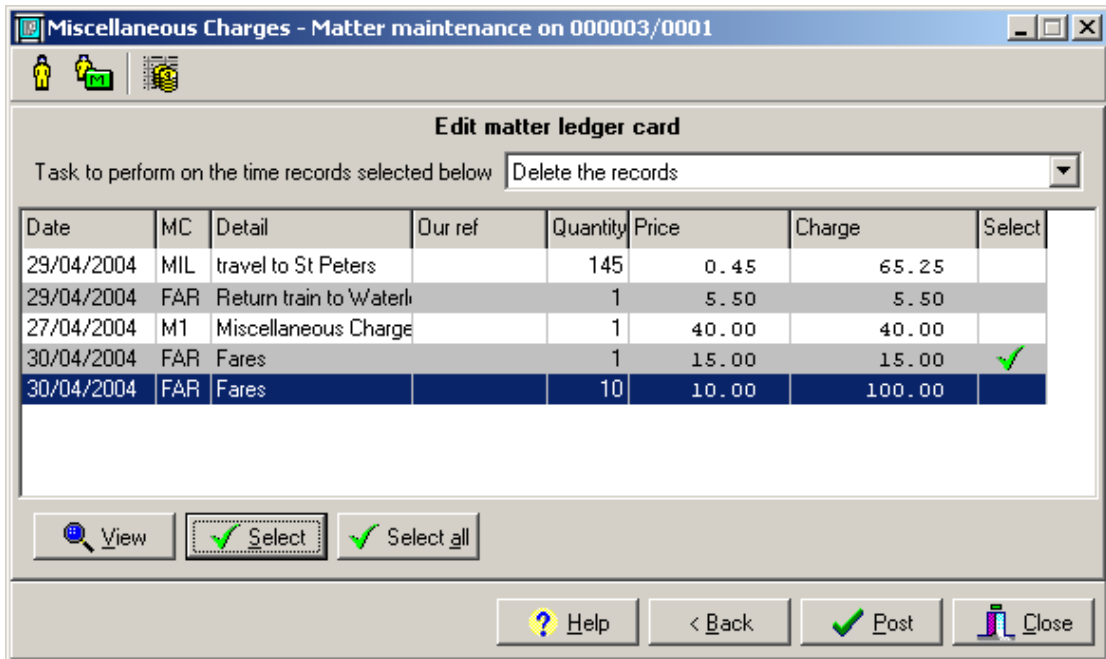 Miscellaneous Charges - Matter maintenance on 000003/0001
Edit matter ledger card
Task to perform on the time records selected below Delete the records
Date MC Detail Our ref Quantity Price Charge Select
29/04/2004 MIL travel to St Peters 145 0.45 65.25
29/04/2004 FAR Return train to Waterl 1 5.50 5.50
27/04/2004 M1 Miscellaneous Charge 1 40.00 40.00
30/04/2004 FAR Fares 1 15.00 15.00
30/04/2004 FAR Fares 10 10.00 100.00
View Select Select all
? Help < Back Post Close